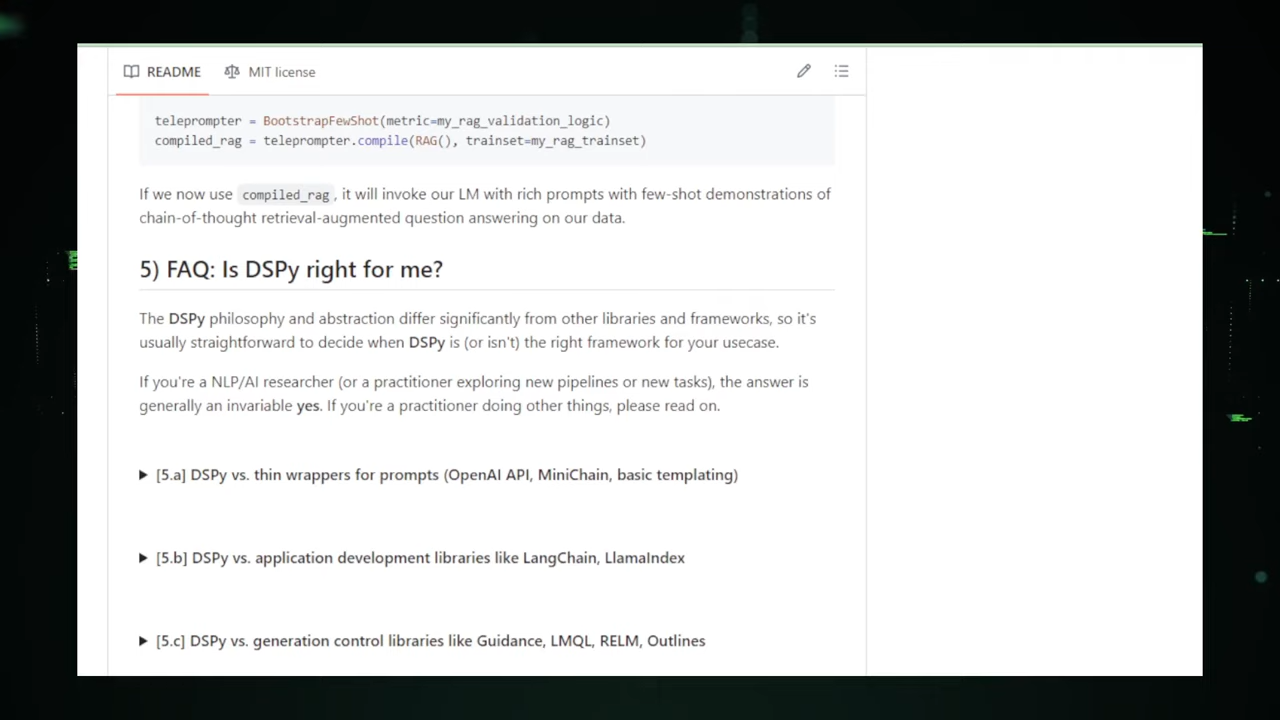 README MIT license
teleprompter = BootstrapFewShot(metric=my_rag_validation_logic)
compiled_rag = teleprompter.compile(RAG(), trainset=my_rag_trainset)
If we now use compiled_rag, it will invoke our LM with rich prompts with few-shot demonstrations of
chain-of-thought retrieval-augmented question answering on our data.
5) FAQ: Is DSPy right for me?
The DSPy philosophy and abstraction differ significantly from other libraries and frameworks, so it's
usually straightforward to decide when DSPy is (or isn't) the right framework for your usecase.
If you're a NLP/AI researcher (or a practitioner exploring new pipelines or new tasks), the answer is
generally an invariable yes. If you're a practitioner doing other things, please read on.
[5.a] DSPy vs. thin wrappers for prompts (OpenAI API, MiniChain, basic templating)
[5.b] DSPy vs. application development libraries like LangChain, LlamaIndex
[5.c] DSPy vs. generation control libraries like Guidance, LMQL, RELM, Outlines